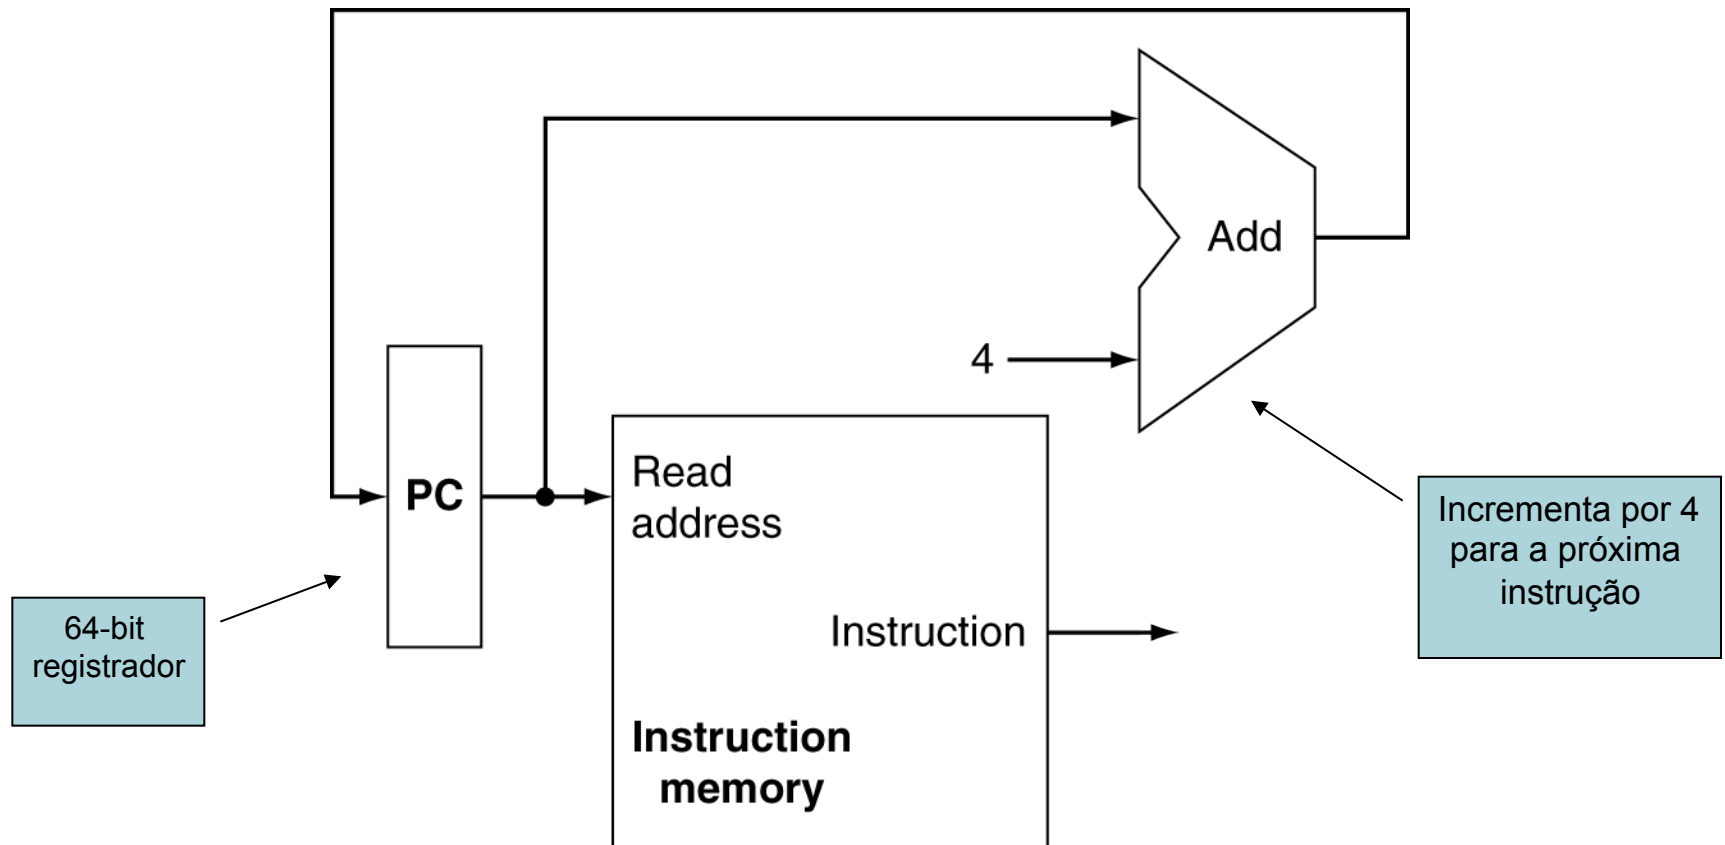 Add
4
PC
Read
address
Instruction
Instruction
memory
64-bit
registrador
Incrementa por 4
para a próxima
instrução